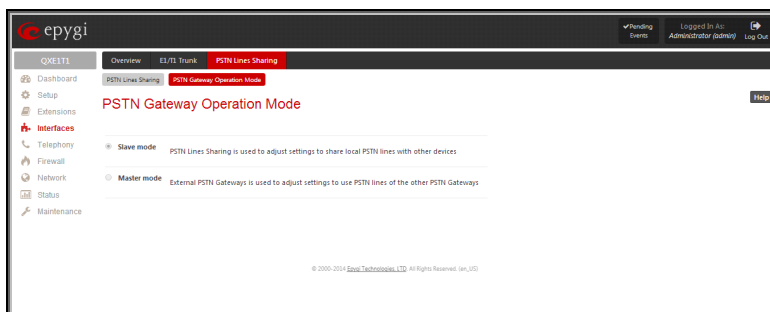 epygi
✔Pending
Events
Logged In As:
Administrator (admin)
Log Out
QXE1T1
Overview
E1/T1 Trunk
PSTN Lines Sharing
Dashboard
Setup
Extensions
Interfaces
Telephony
Firewall
Network
Status
Maintenance
PSTN Lines Sharing
PSTN Gateway Operation Mode
Help
PSTN Gateway Operation Mode
Slave mode
PSTN Lines Sharing is used to adjust settings to share local PSTN lines with other devices
Master mode
External PSTN Gateways is used to adjust settings to use PSTN lines of the other PSTN Gateways
© 2000-2014 Epygi Technologies, LTD. All Rights Reserved. (en_US)